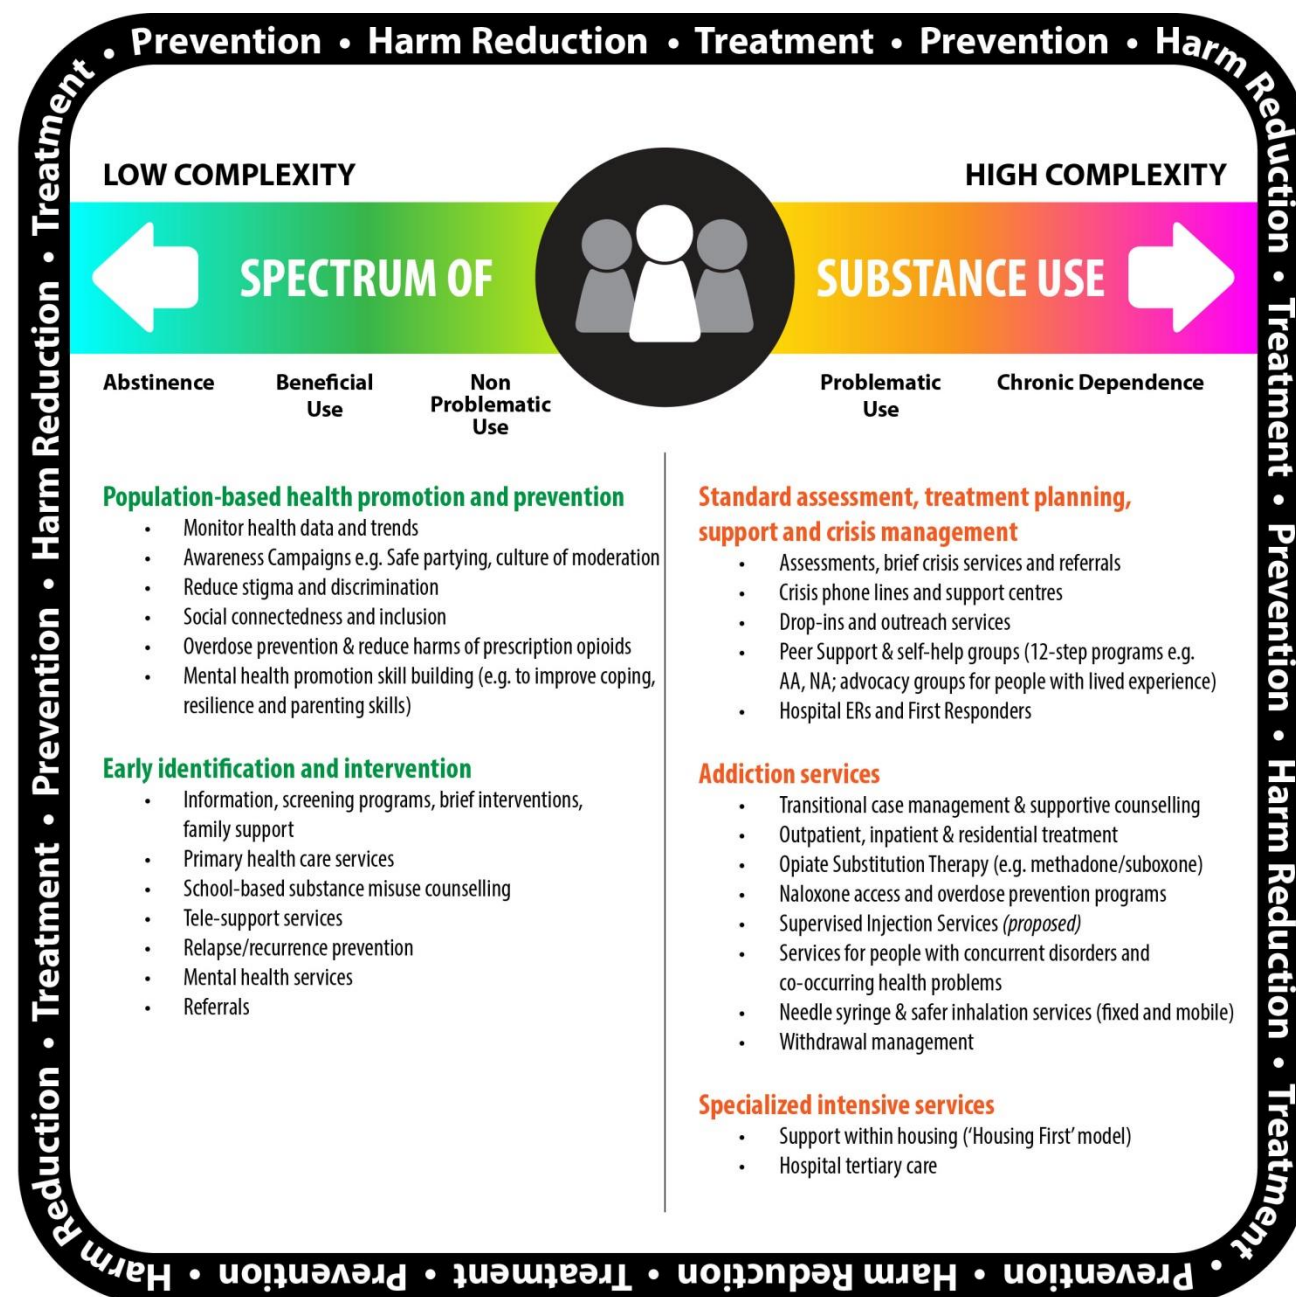 Prevention • Harm Reduction • Treatment • Prevention • Harm Reduction • Treatment • Prevention • Harm Reduction • Treatment • Prevention • Harm Reduction • Treatment • Prevention • Harm Reduction • Treatment • Prevention • Harm Reduction • Treatment •
LOW COMPLEXITY
HIGH COMPLEXITY
SPECTRUM OF
SUBSTANCE USE
Abstinence
Beneficial
Use
Non
Problematic
Use
Problematic
Use
Chronic Dependence
Population-based health promotion and prevention
• Monitor health data and trends
• Awareness Campaigns e.g. Safe partying, culture of moderation
• Reduce stigma and discrimination
• Social connectedness and inclusion
• Overdose prevention & reduce harms of prescription opioids
• Mental health promotion skill building (e.g. to improve coping,
resilience and parenting skills)
Early identification and intervention
• Information, screening programs, brief interventions,
family support
• Primary health care services
• School-based substance misuse counselling
• Tele-support services
• Relapse/recurrence prevention
• Mental health services
• Referrals
Standard assessment, treatment planning,
support and crisis management
• Assessments, brief crisis services and referrals
• Crisis phone lines and support centres
• Drop-ins and outreach services
• Peer Support & self-help groups (12-step programs e.g.
AA, NA; advocacy groups for people with lived experience)
• Hospital ERs and First Responders
Addiction services
• Transitional case management & supportive counselling
• Outpatient, inpatient & residential treatment
• Opiate Substitution Therapy (e.g. methadone/suboxone)
• Naloxone access and overdose prevention programs
• Supervised Injection Services (proposed)
• Services for people with concurrent disorders and
co-occurring health problems
• Needle syringe & safer inhalation services (fixed and mobile)
• Withdrawal management
Specialized intensive services
• Support within housing (‘Housing First’ model)
• Hospital tertiary care